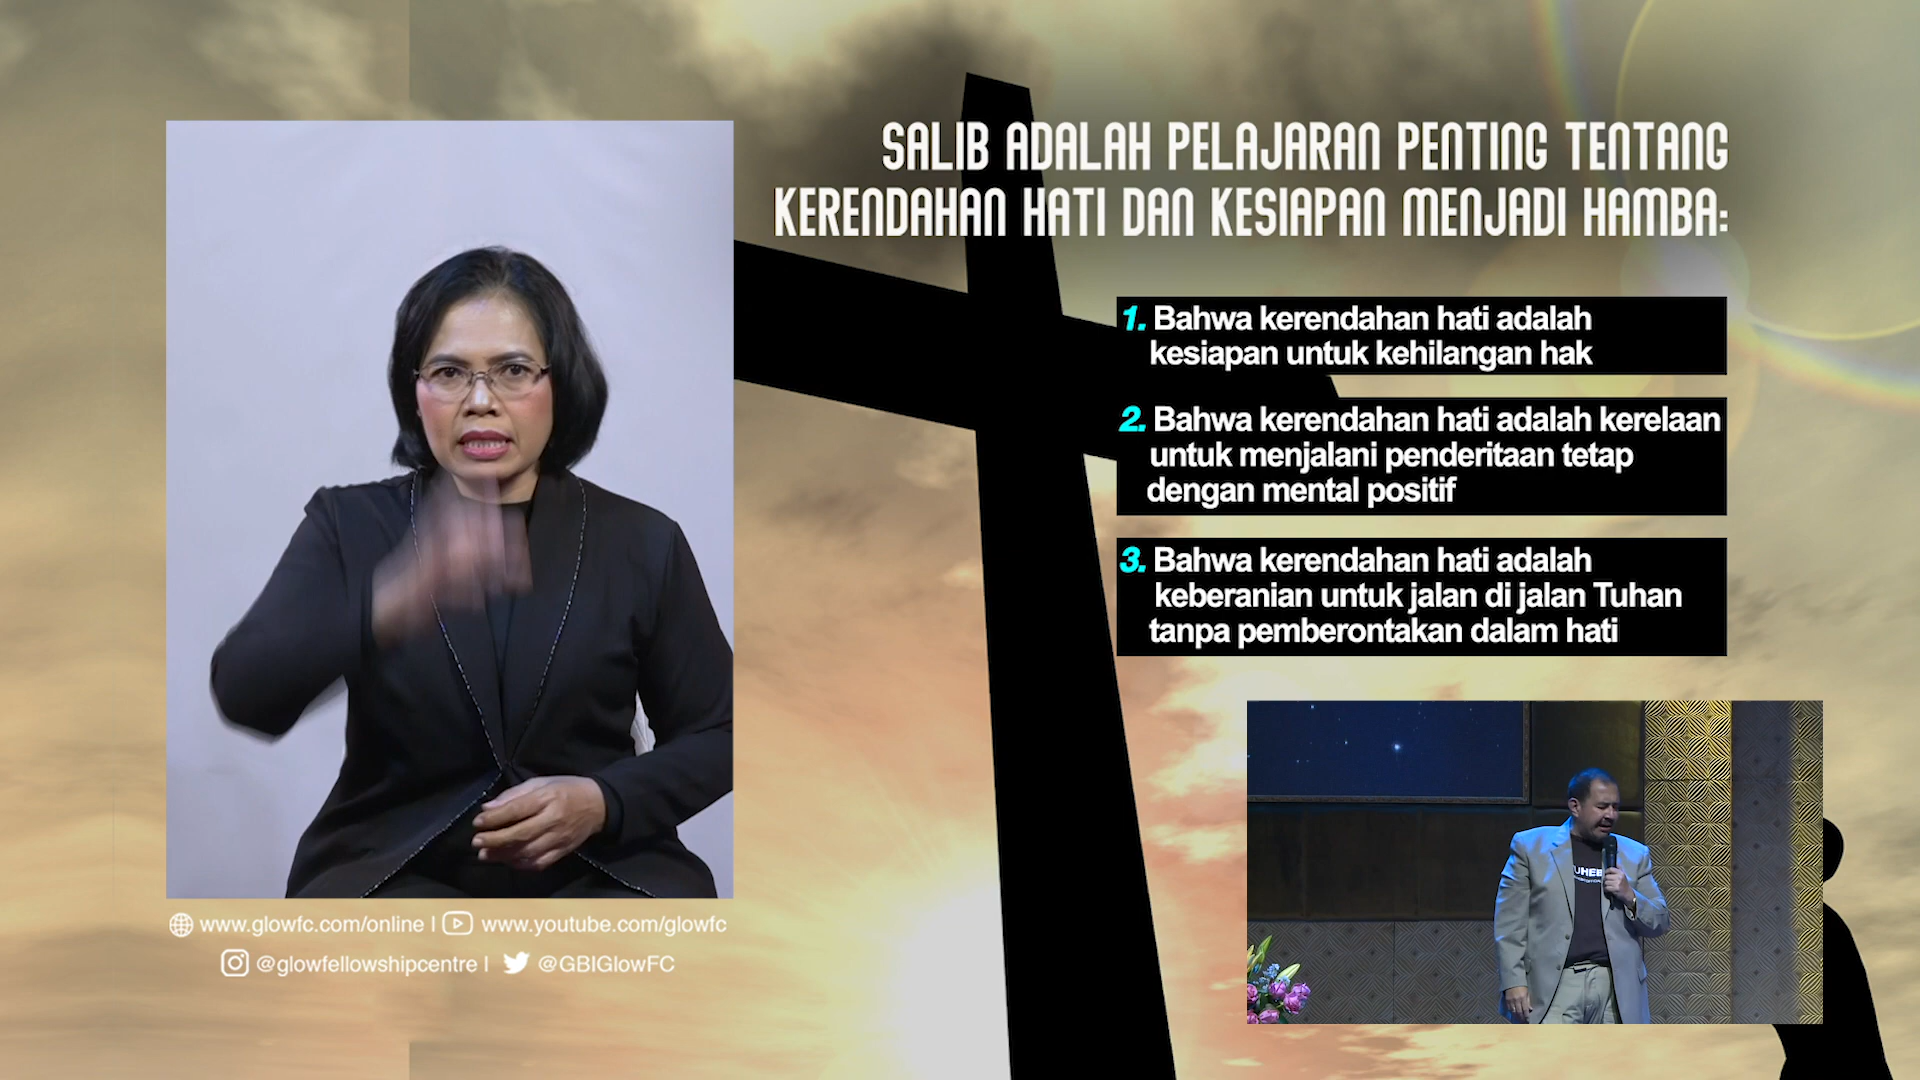 SALIB ADALAH PELAJARAN PENTING TENTANG
KERENDAHAN HATI DAN KESIAPAN MENJADI HAMBA:
1. Bahwa kerendahan hati adalah
kesiapan untuk kehilangan hak
2. Bahwa kerendahan hati adalah kerelaan
untuk menjalani penderitaan tetap
dengan mental positif
3. Bahwa kerendahan hati adalah
keberanian untuk jalan di jalan Tuhan
tanpa pemberontakan dalam hati
www.glowfc.com/online | www.youtube.com/glowfc
@glowfellowshipcentre | @GBIGlowFC